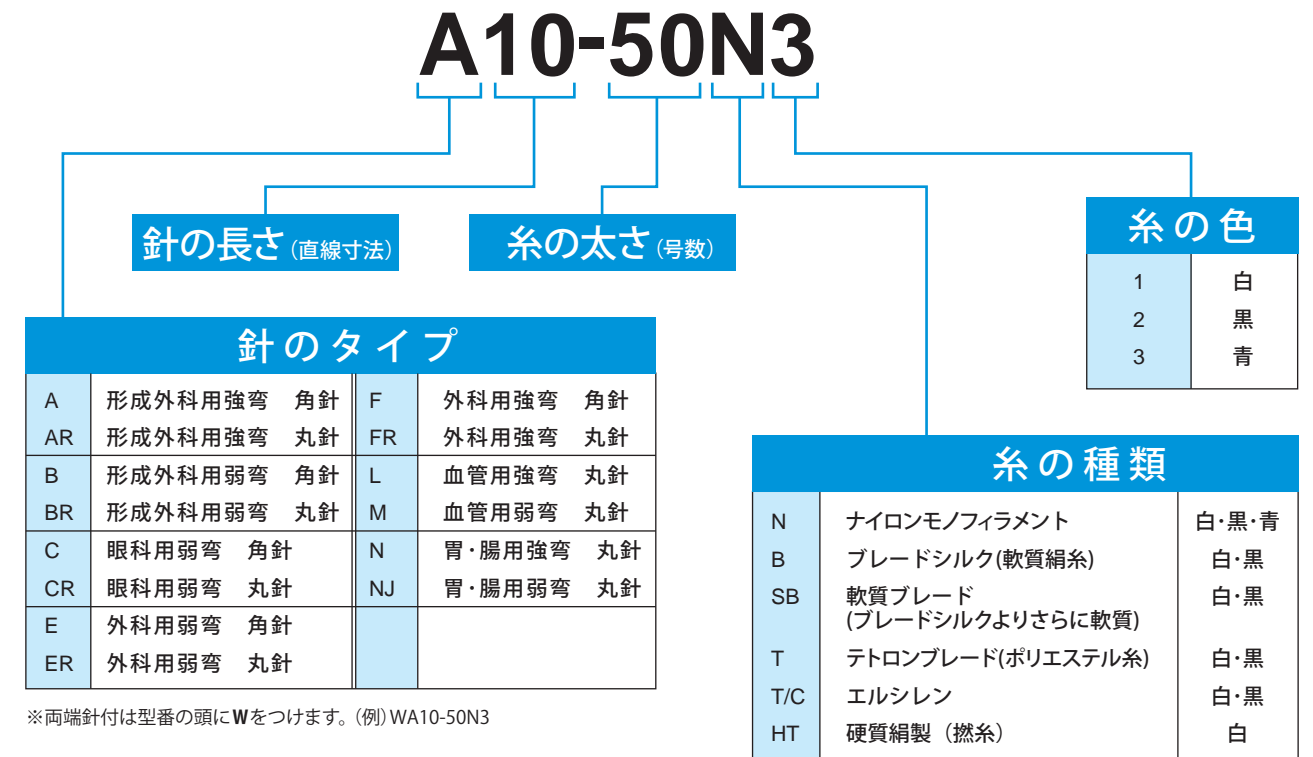 A10-50N3
針の長さ(直線寸法)
糸の太さ(号数)
糸の色
1 白
2 黒
3 青
針のタイプ
A 形成外科用強弯 角針 F 外科用強弯 角針
AR 形成外科用強弯 丸針 FR 外科用強弯 丸針
B 形成外科用弱弯 角針 L 血管用強弯 丸針
BR 形成外科用弱弯 丸針 M 血管用弱弯 丸針
C 眼科用弱弯 角針 N 胃・腸用強弯 丸針
CR 眼科用弱弯 丸針 NJ 胃・腸用弱弯 丸針
E 外科用弱弯 角針
ER 外科用弱弯 丸針
※両端針付は型番の頭にWをつけます。(例)WA10-50N3
糸の種類
N ナイロンモノフィラメント 白・黒・青
B ブレードシルク(軟質絹糸) 白・黒
SB 軟質ブレード 白・黒
(ブレードシルクよりさらに軟質)
T テトロンブレード(ポリエステル糸) 白・黒
T/C エルシレン 白・黒
HT 硬質絹製（撚糸） 白